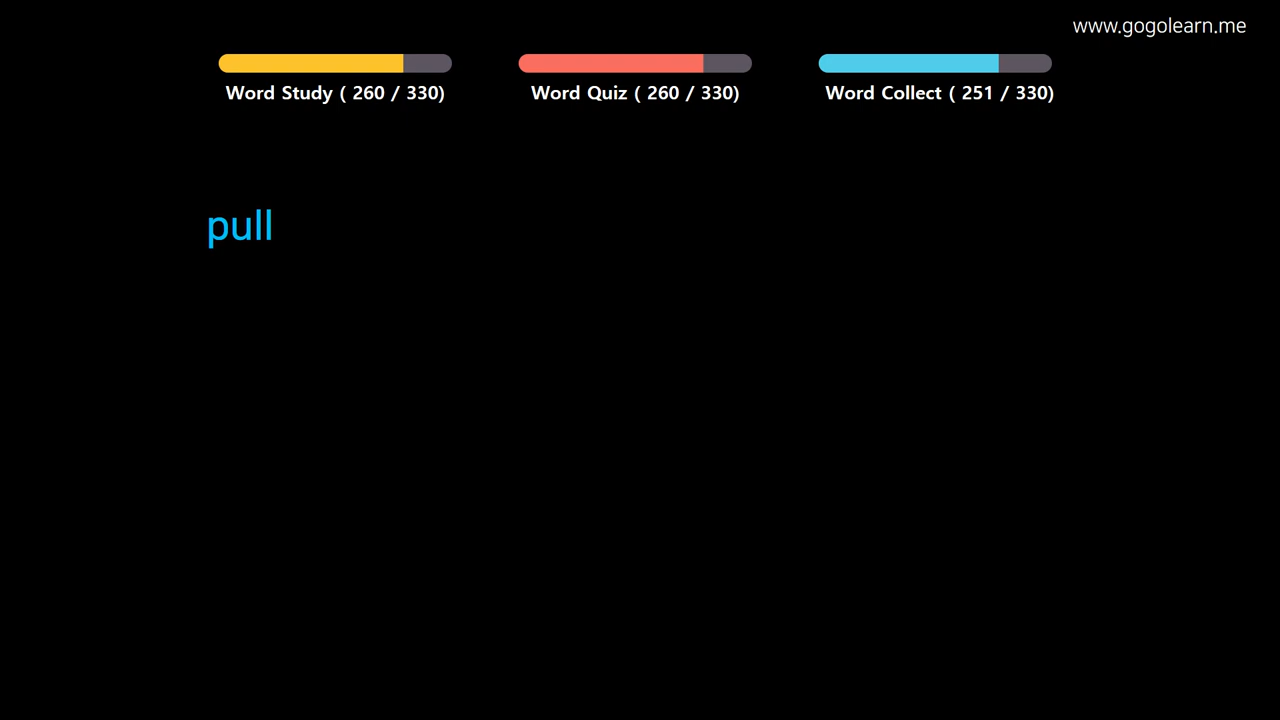 www.gogolearn.me
Word Study ( 260 / 330)
Word Quiz ( 260 / 330)
Word Collect ( 251 / 330)
pull